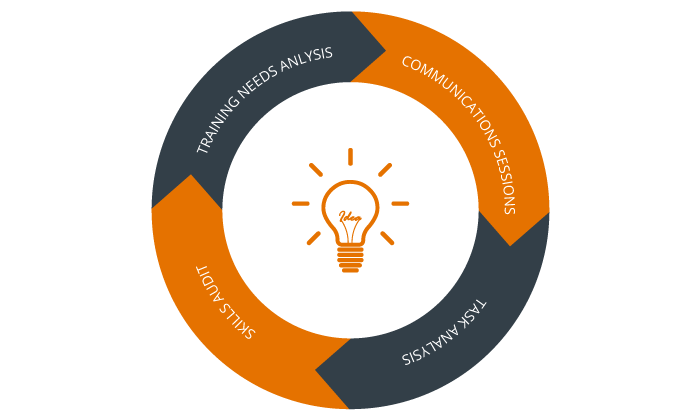 TRAINING NEEDS ANLYSIS
COMMUNICATIONS SESSIONS
TASK ANALYSIS
SKILLS AUDIT
Idea